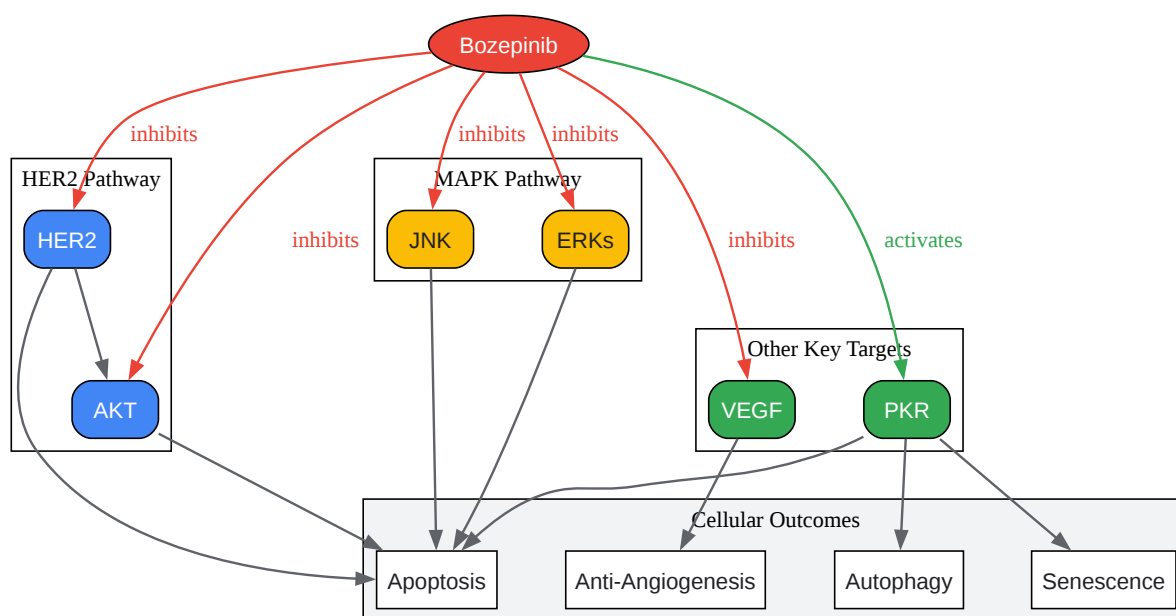 Bozepinib
inhibits
inhibits
inhibits
HER2 Pathway
MAPK Pathway
HER2
inhibits
JNK
ERKs
inhibits
activates
Other Key Targets
AKT
VEGF
PKR
Cellular Outcomes
Apoptosis
Anti-Angiogenesis
Autophagy
Senescence